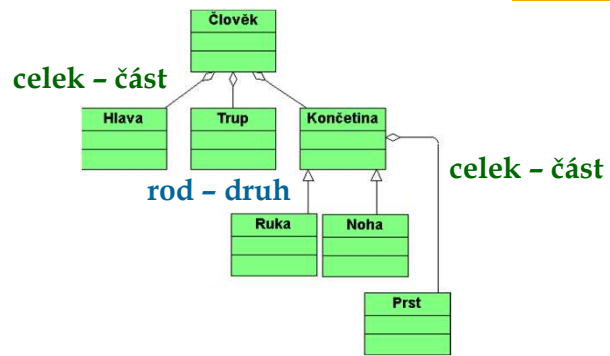 Člověk
celek – část
Hlava
Trup
Končetina
celek – část
rod – druh
Ruka
Noha
Prst